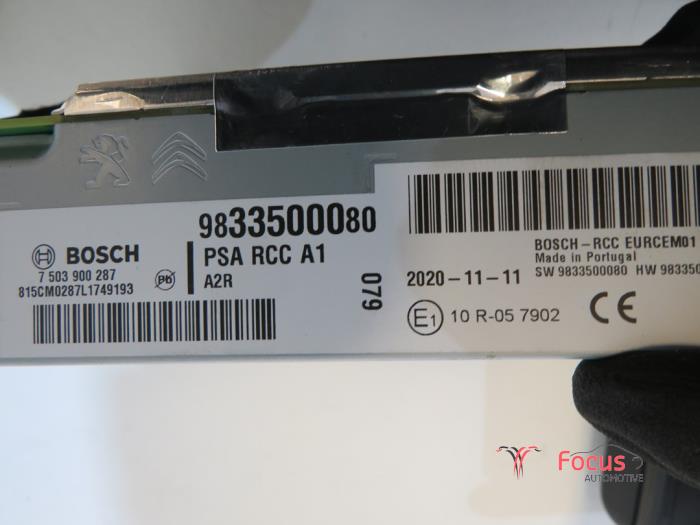 9833500080
BOSCH
PSA RCC A1
7 503 900 287
A2R
815CM0287L1749193
Pb
079
BOSCH-RCC EURCEM01
Made in Portugal
2020-11-11
SW 9833500080 HW 983350
E1 10 R-05 7902 CE
Focus
AUTOMOTIVE